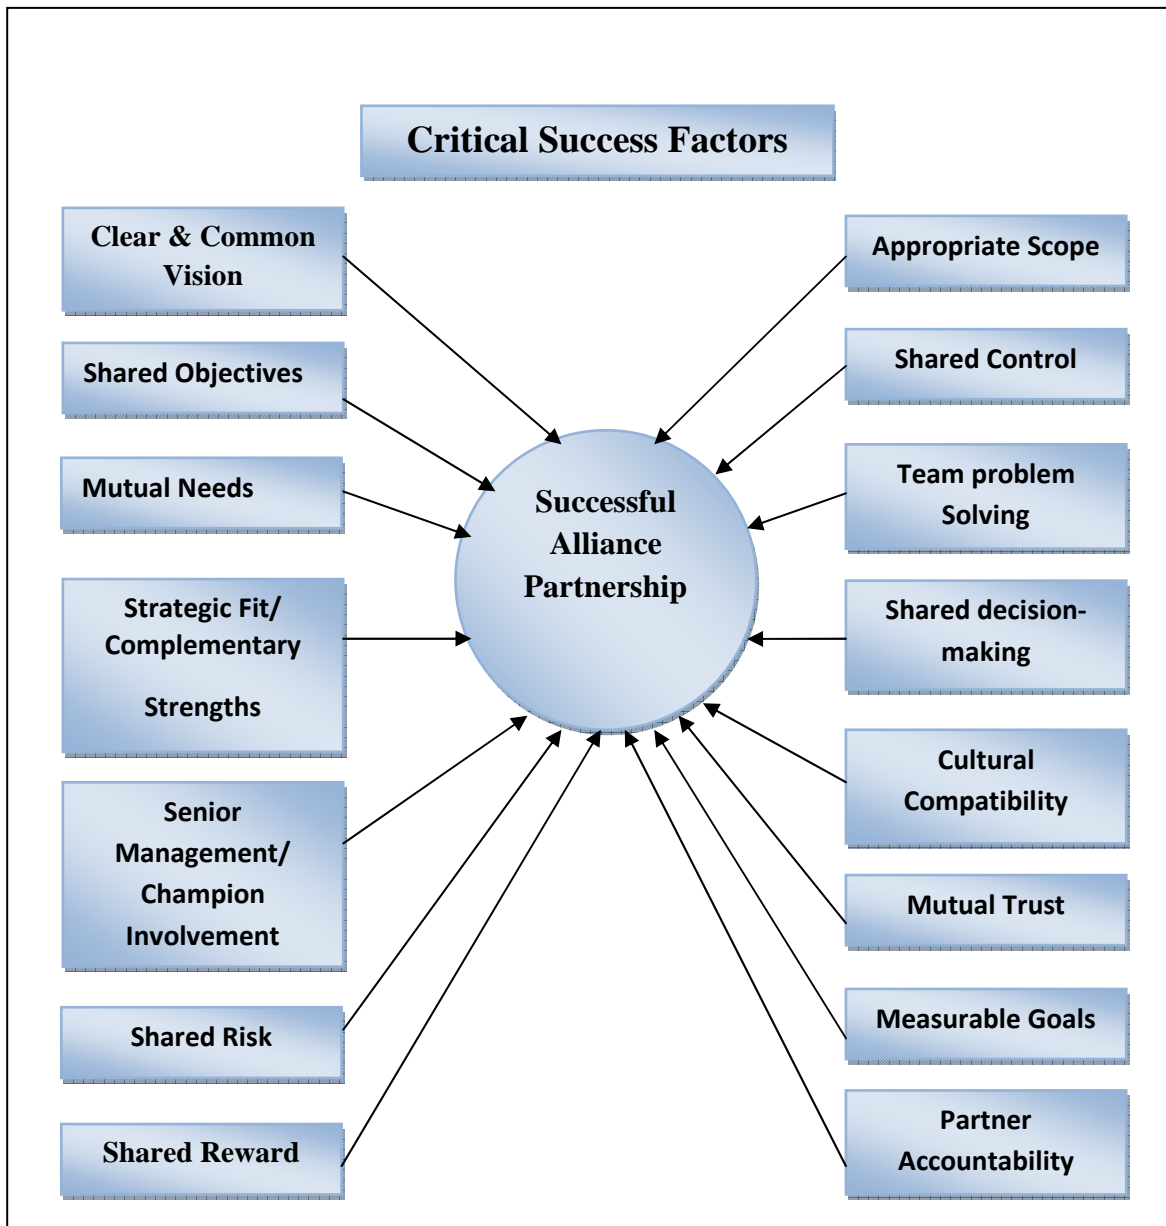 Critical Success Factors
Clear & Common
Vision
Shared Objectives
Mutual Needs
Strategic Fit/
Complementary
Strengths
Senior
Management/
Champion
Involvement
Shared Risk
Shared Reward
Successful
Alliance
Partnership
Appropriate Scope
Shared Control
Team problem
Solving
Shared decision-
making
Cultural
Compatibility
Mutual Trust
Measurable Goals
Partner
Accountability